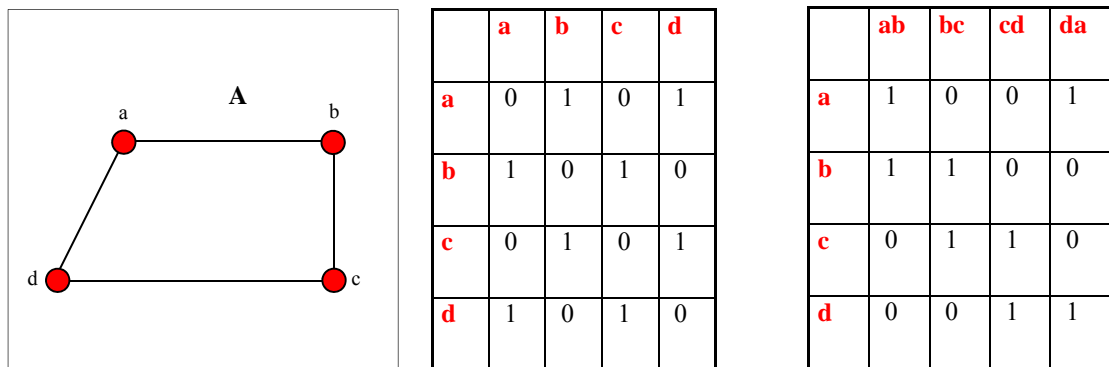 A
a b
d c
a b c d
a 0 1 0 1
b 1 0 1 0
c 0 1 0 1
d 1 0 1 0
ab bc cd da
a 1 0 0 1
b 1 1 0 0
c 0 1 1 0
d 0 0 1 1